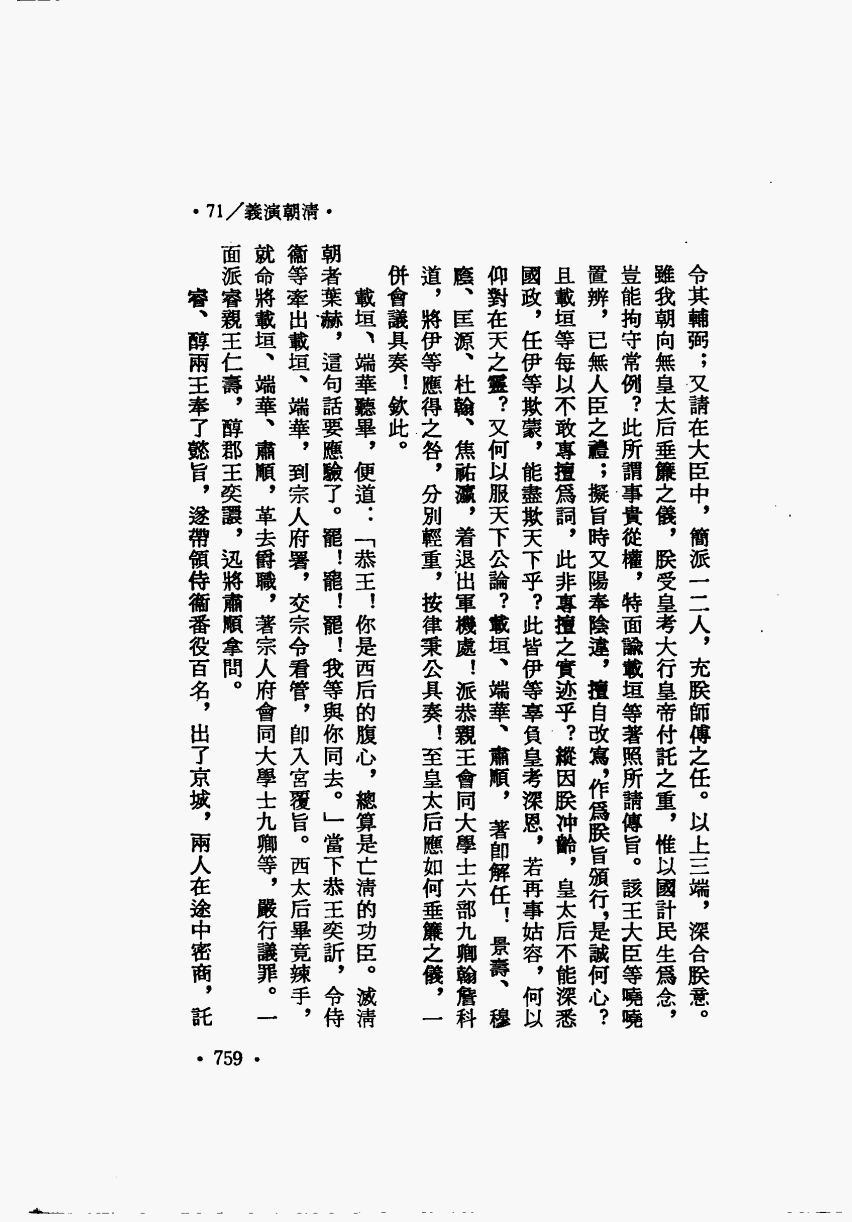 ·71／義演朝淸·
令其輔弼；又請在大臣中，簡派一二人，充朕師傅之任。以上三端，深合朕意。
雖我朝向無皇太后垂簾之儀，朕受皇考大行皇帝付託之重，惟以國計民生爲念，
豈能拘守常例？此所謂事貴從權，特面諭載垣等著照所請傳旨。該王大臣等嘵嘵
置辨，已無人臣之禮；擬旨時又陽奉陰違，擅自改寫，作爲朕旨頒行，是誠何心？
且載垣等每以不敢專擅爲詞，此非專擅之實迹乎？縱因朕冲齡，皇太后不能深悉
國政，任伊等欺蒙，能盡欺天下乎？此皆伊等辜負皇考深恩，若再事姑容，何以
仰對在天之靈？又何以服天下公論？載垣、端華、肅順，著卽解任！景壽、穆
廕、匡源、杜翰、焦祐瀛，着退出軍機處！派恭親王會同大學士六部九卿翰詹科
道，將伊等應得之咎，分別輕重，按律秉公具奏！至皇太后應如何垂簾之儀，一
併會議具奏！欽此。
載垣、端華聽畢，便道：「恭王！你是西后的腹心，總算是亡淸的功臣。滅淸
朝者葉赫，這句話要應驗了。罷！罷！罷！我等與你同去。」當下恭王奕訢，令侍
衞等牽出載垣、端華，到宗人府署，交宗令看管，卽入宮覆旨。西太后畢竟辣手，
就命將載垣、端華、肅順，革去爵職，著宗人府會同大學士九卿等，嚴行議罪。一
面派睿親王仁壽，醇郡王奕譞，迅將肅順拿問。
睿、醇兩王奉了懿旨，遂帶領侍衞番役百名，出了京城，兩人在途中密商，託
·759·